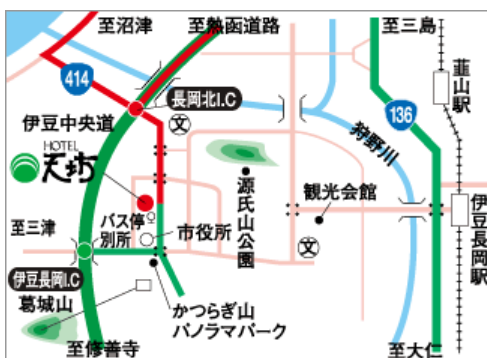 至沼津
至熱函道路
至三島
414
長岡北I.C
韮山駅
136
文
伊豆中央道
HOTEL
天坊
狩野川
源氏山公園
観光会館
バス停
別所
市役所
文
伊豆長岡駅
至三津
伊豆長岡I.C
葛城山
かつらぎ山
パノラマパーク
至修善寺
至大仁